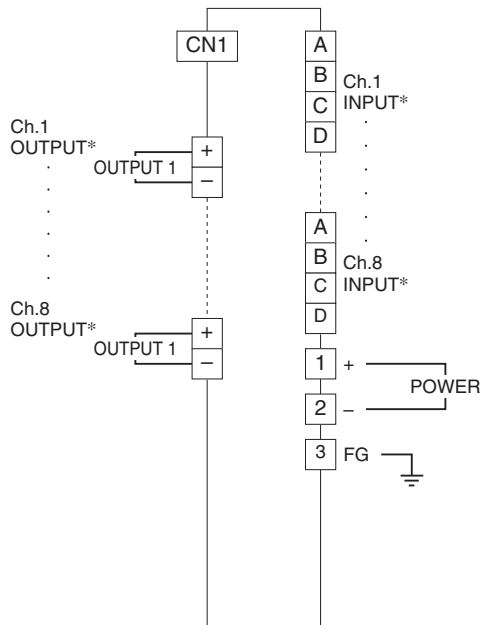 CN1
A
B
C
D
Ch.1
INPUT*
Ch.1
OUTPUT*
OUTPUT 1
+
–
A
B
C
D
Ch.8
INPUT*
Ch.8
OUTPUT*
OUTPUT 1
+
–
1 +
POWER
2 –
3 FG